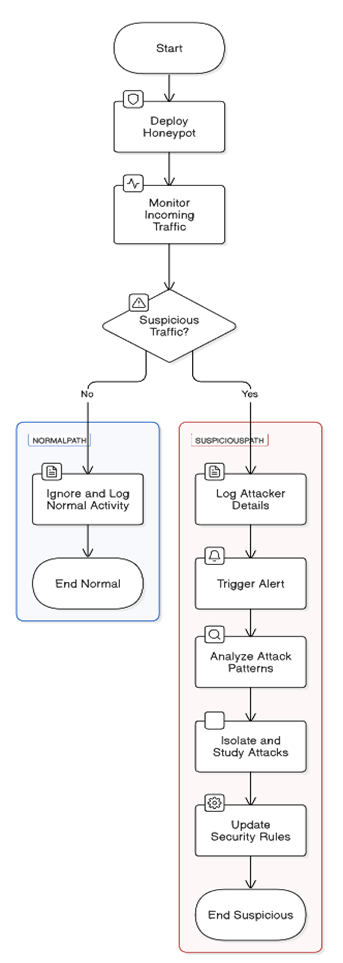 Start
Deploy
Honeypot
Monitor
Incoming
Traffic
Suspicious
Traffic?
No
Yes
NORMALPATH
Ignore and Log
Normal Activity
End Normal
SUSPICIOUSPATH
Log Attacker
Details
Trigger Alert
Analyze Attack
Patterns
Isolate and
Study Attacks
Update
Security Rules
End Suspicious